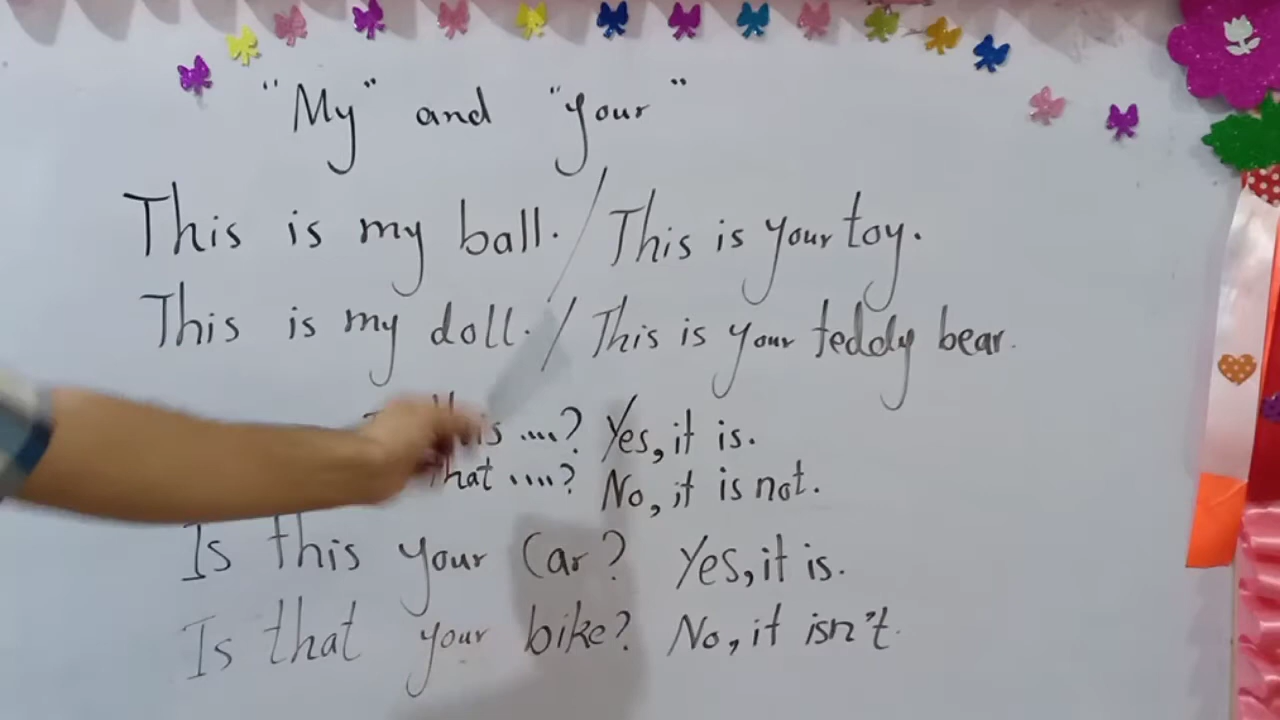 "My" and "your"
This is my ball. / This is your toy.
This is my doll. / This is your teddy bear.
this ....? Yes, it is.
that ....? No, it is not.
Is this your Car? Yes, it is.
Is that your bike? No, it isn't.